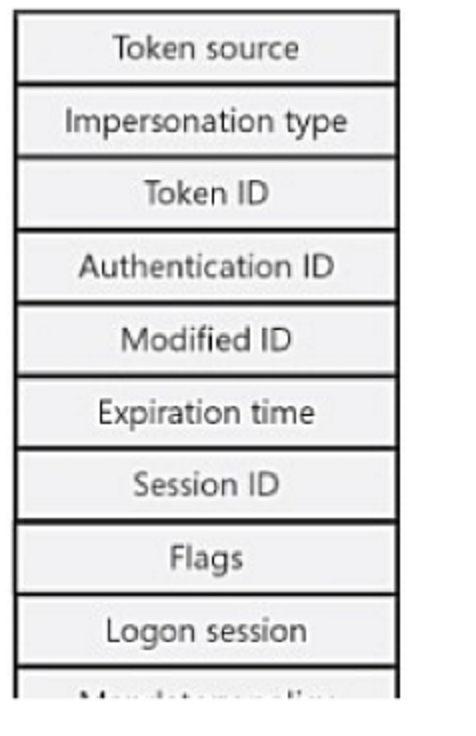 Token source
Impersonation type
Token ID
Authentication ID
Modified ID
Expiration time
Session ID
Flags
Logon session